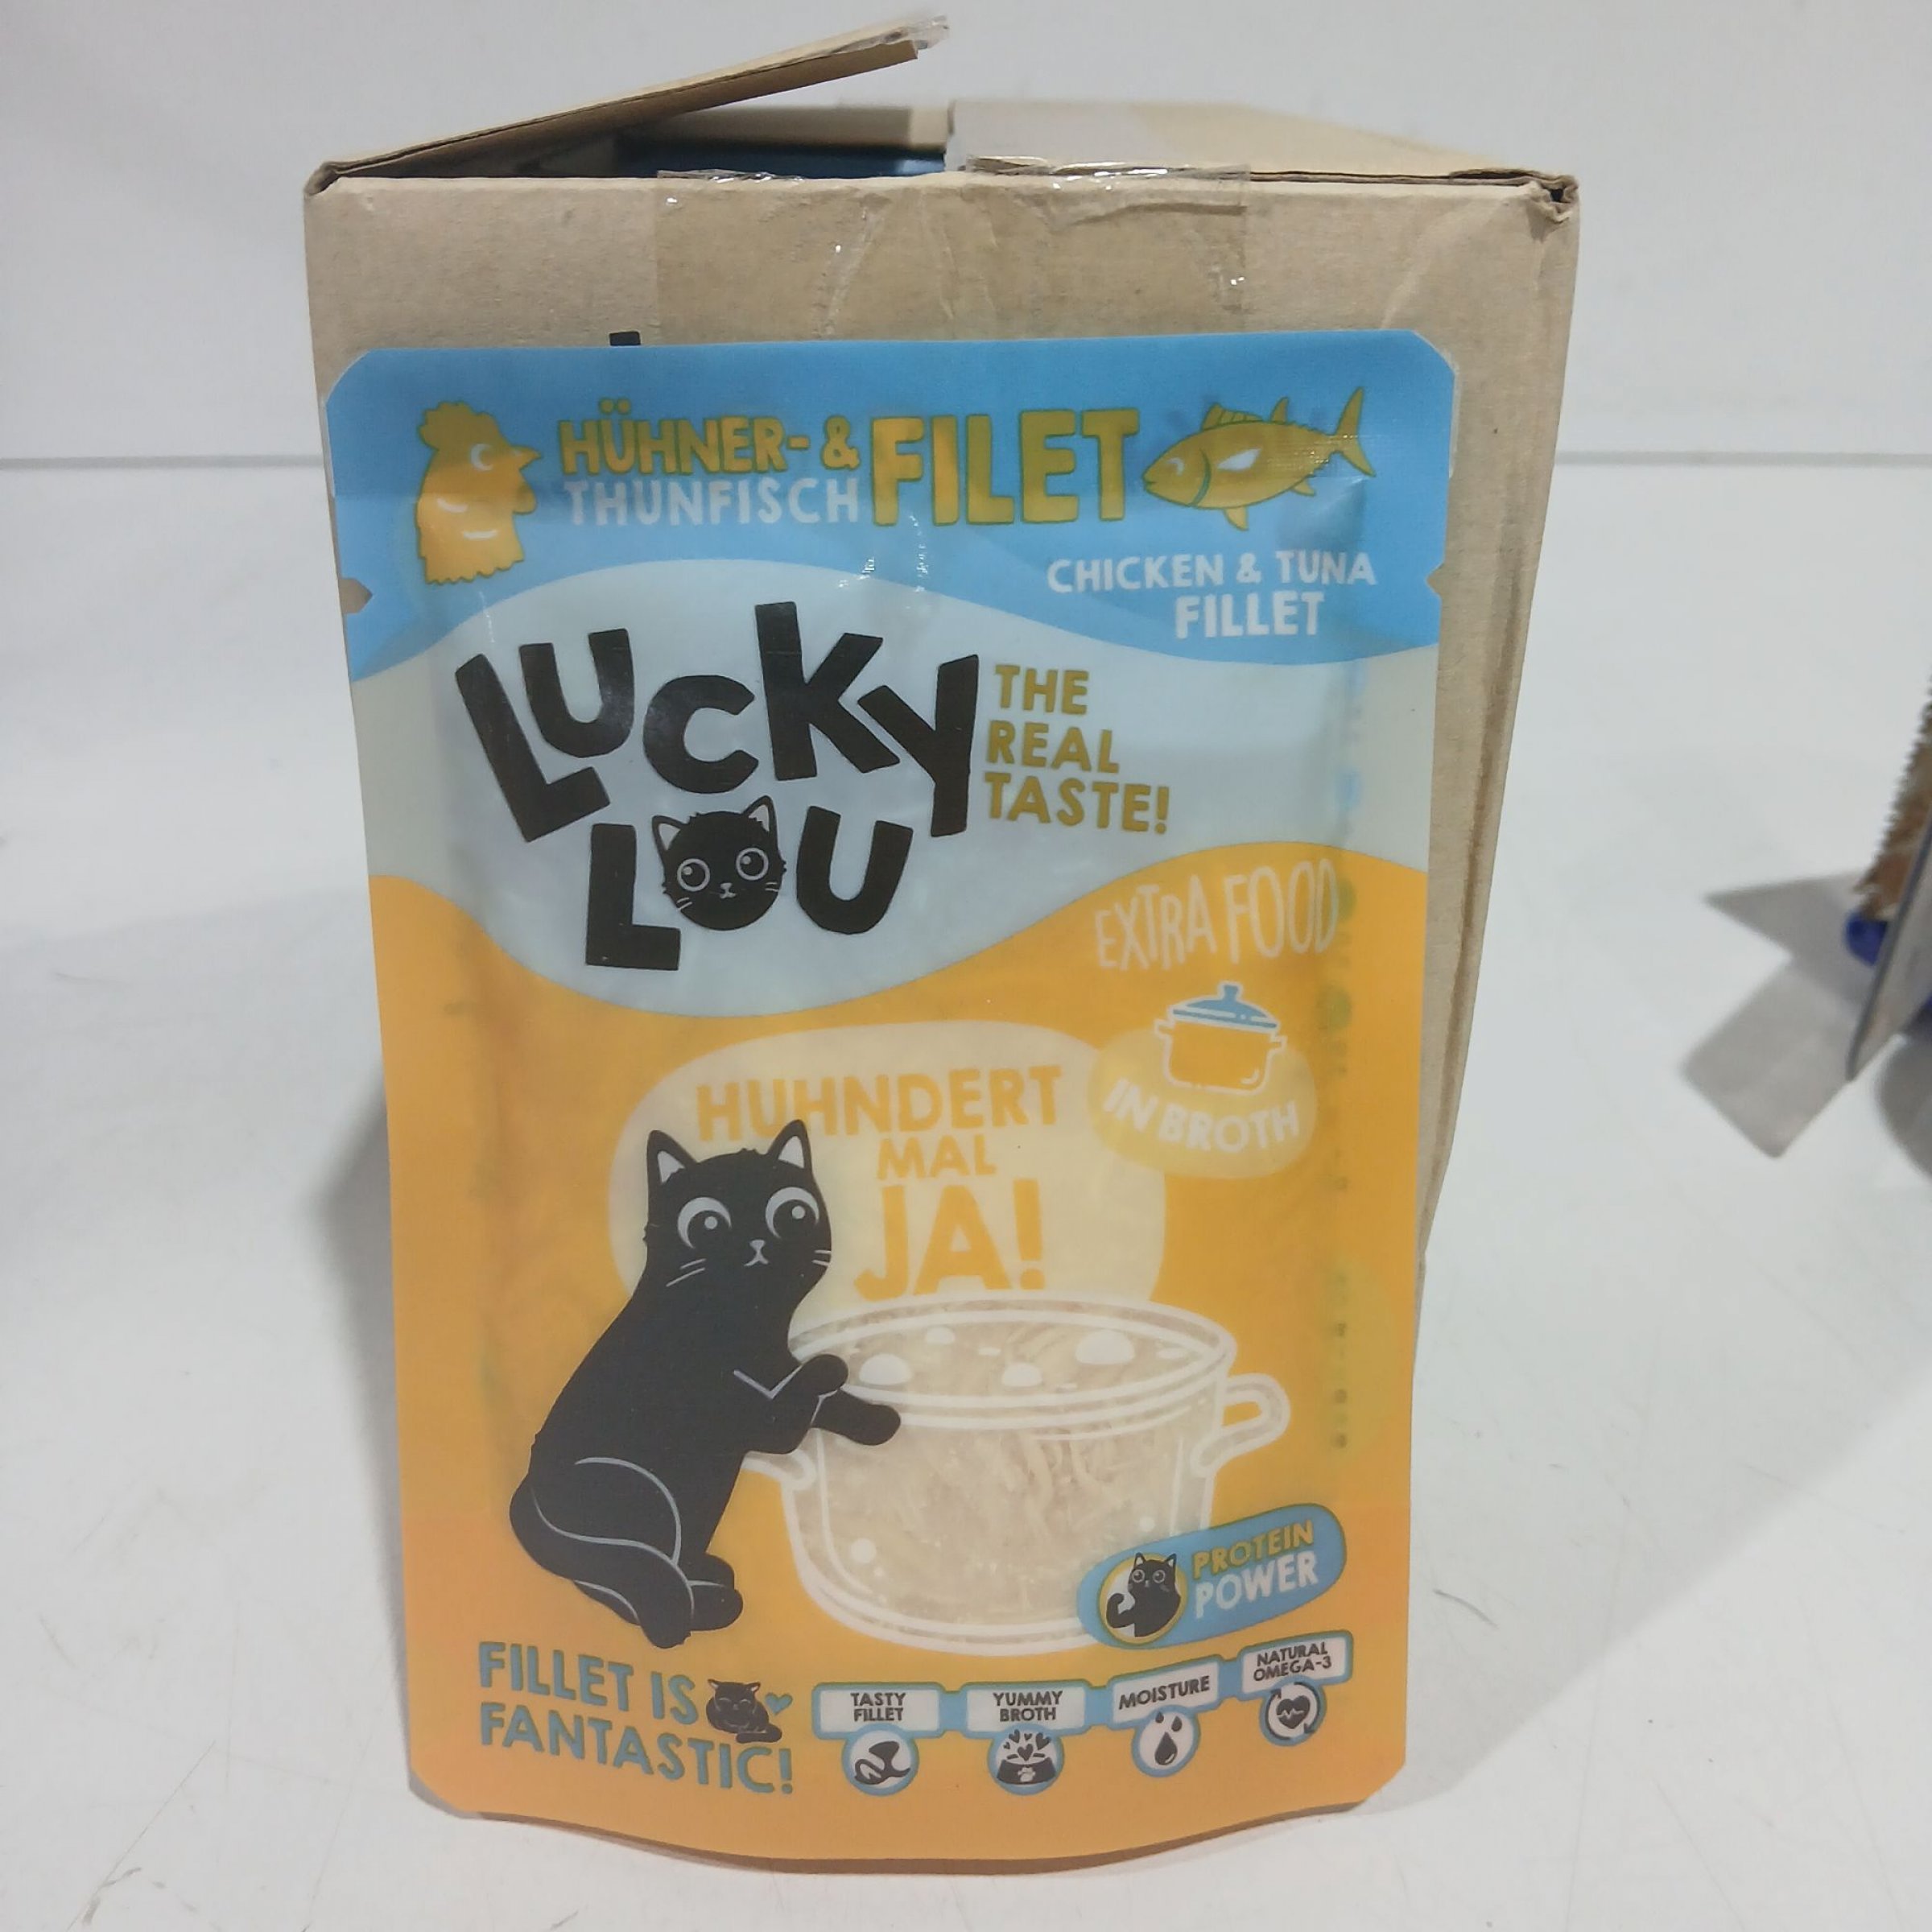 HÜHNER- &
THUNFISCH
FILET
CHICKEN & TUNA
FILLET
LUCKY
LOU
THE
REAL
TASTE!
EXTRA FOOD
IN BROTH
HUHNDERT
MAL
JA!
PROTEIN
POWER
FILLET IS
FANTASTIC!
TASTY
FILLET
YUMMY
BROTH
MOISTURE
NATURAL
OMEGA-3